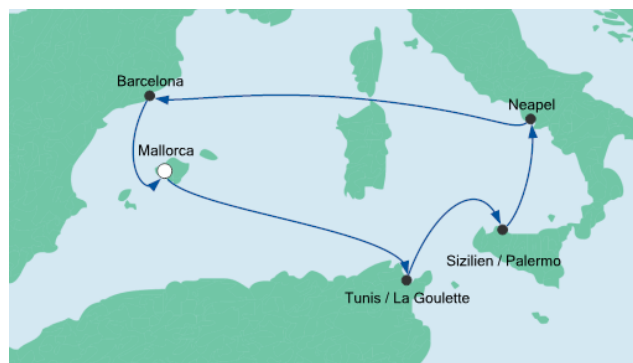 Barcelona
Neapel
Mallorca
Sizilien / Palermo
Tunis / La Goulette